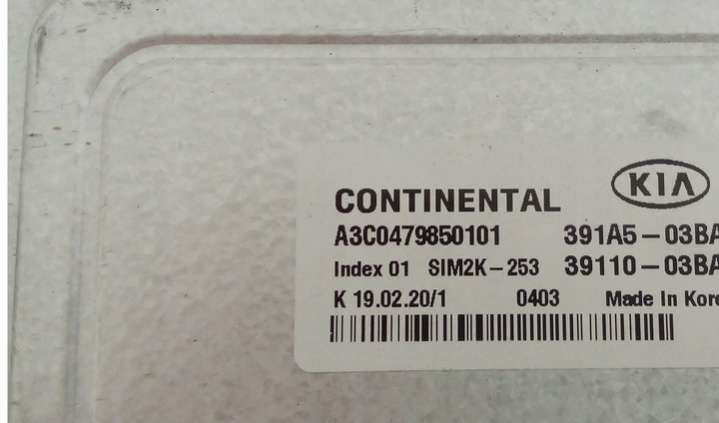 KIA
CONTINENTAL
A3C0479850101 391A5-03BA
Index 01 SIM2K-253 39110-03BA
K 19.02.20/1 0403 Made In Kore